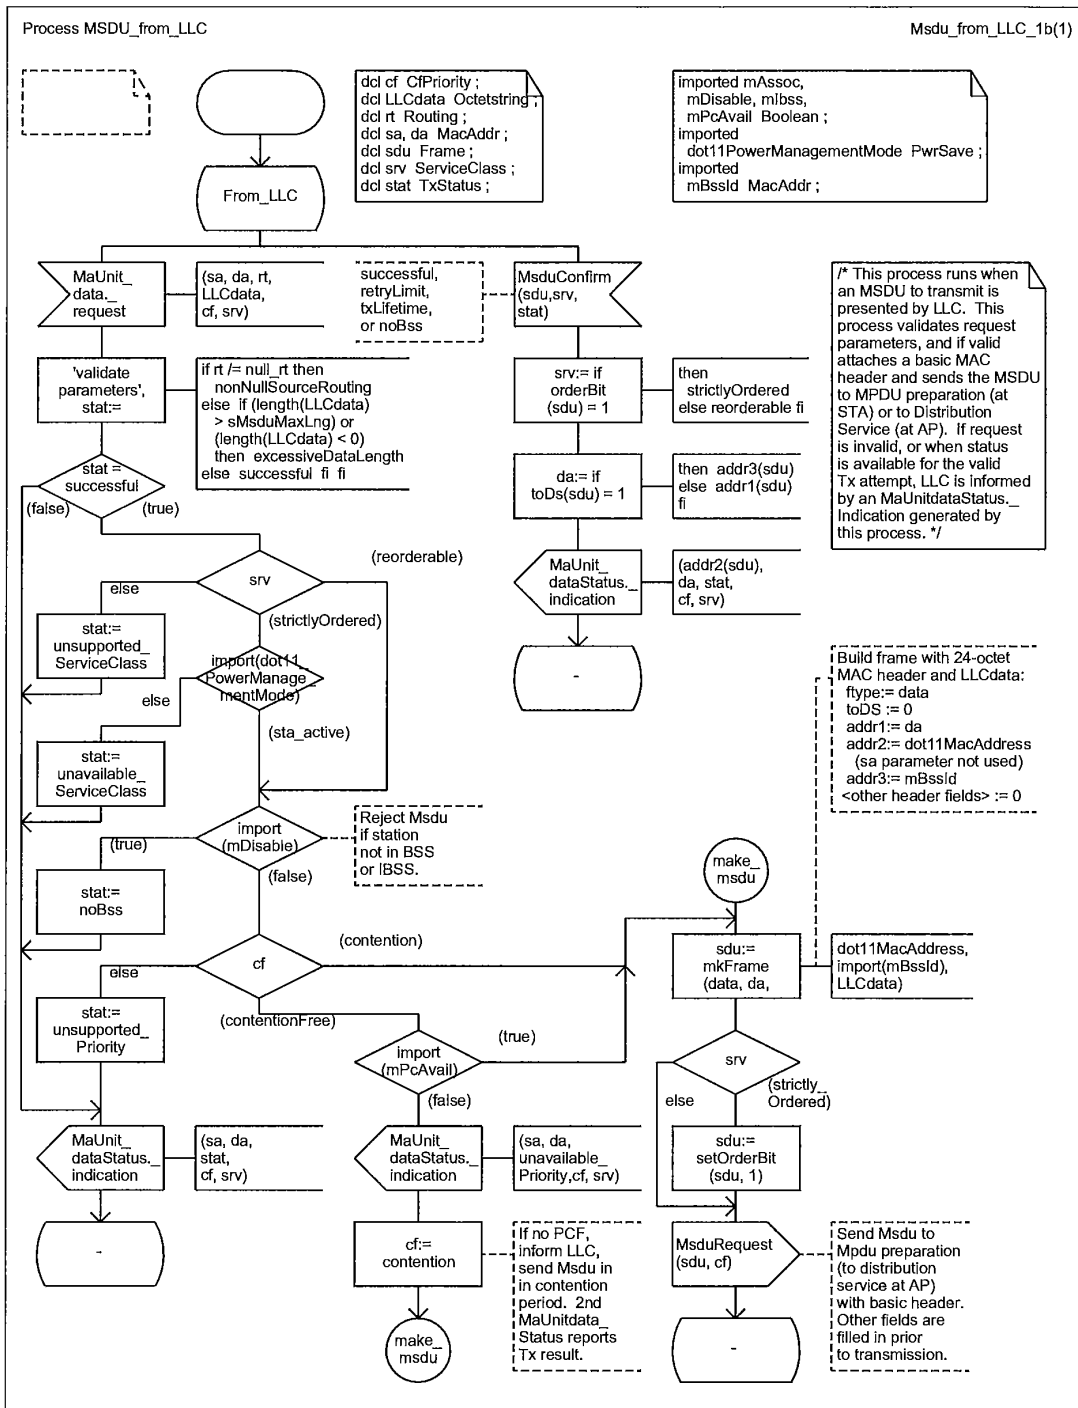 Process MSDU_from_LLC
Msdu_from_LLC_1b(1)
dcl cf CfPriority ;
dcl LLCdata Octetstring ;
dcl rt Routing ;
dcl sa, da MacAddr ;
dcl sdu Frame ;
dcl srv ServiceClass ;
dcl stat TxStatus ;
imported mAssoc,
mDisable, mIbss,
mPcAvail Boolean ;
imported
dot11PowerManagementMode PwrSave ;
imported
mBssId MacAddr ;
From_LLC
MaUnit_
data._
request
(sa, da, rt,
LLCdata,
cf, srv)
successful,
retryLimit,
txLifetime,
or noBss
MsduConfirm
(sdu,srv,
stat)
/* This process runs when
an MSDU to transmit is
presented by LLC. This
process validates request
parameters, and if valid
attaches a basic MAC
header and sends the MSDU
to MPDU preparation (at
STA) or to Distribution
Service (at AP). If request
is invalid, or when status
is available for the valid
Tx attempt, LLC is informed
by an MaUnitdataStatus._
Indication generated by
this process. */
'validate
parameters',
stat:=
if rt /= null_rt then
nonNullSourceRouting
else if (length(LLCdata)
> sMsduMaxLng) or
(length(LLCdata) < 0)
then excessiveDataLength
else successful fi fi
srv:= if
orderBit
(sdu) = 1
then
strictlyOrdered
else reorderable fi
stat =
successful
(false)
(true)
da:= if
toDs(sdu) = 1
then addr3(sdu)
else addr1(sdu)
fi
(reorderable)
srv
else
(strictlyOrdered)
MaUnit_
dataStatus._
indication
(addr2(sdu),
da, stat,
cf, srv)
stat:=
unsupported_
ServiceClass
import(dot11_
PowerManage_
mentMode)
else
(sta_active)
-
Build frame with 24-octet
MAC header and LLCdata:
ftype:= data
toDS := 0
addr1:= da
addr2:= dot11MacAddress
(sa parameter not used)
addr3:= mBssId
<other header fields> := 0
stat:=
unavailable_
ServiceClass
import
(mDisable)
(true)
(false)
Reject Msdu
if station
not in BSS
or IBSS.
make_
msdu
stat:=
noBss
(contention)
cf
else
(contentionFree)
sdu:=
mkFrame
(data, da,
dot11MacAddress,
import(mBssId),
LLCdata)
stat:=
unsupported_
Priority
import
(mPcAvail)
(true)
(false)
srv
else
(strictly_
Ordered)
MaUnit_
dataStatus._
indication
(sa, da,
stat,
cf, srv)
MaUnit_
dataStatus._
indication
(sa, da,
unavailable_
Priority,cf, srv)
sdu:=
setOrderBit
(sdu, 1)
-
cf:=
contention
If no PCF,
inform LLC,
send Msdu in
in contention
period. 2nd
MaUnitdata_
Status reports
Tx result.
MsduRequest
(sdu, cf)
Send Msdu to
Mpdu preparation
(to distribution
service at AP)
with basic header.
Other fields are
filled in prior
to transmission.
make_
msdu
-